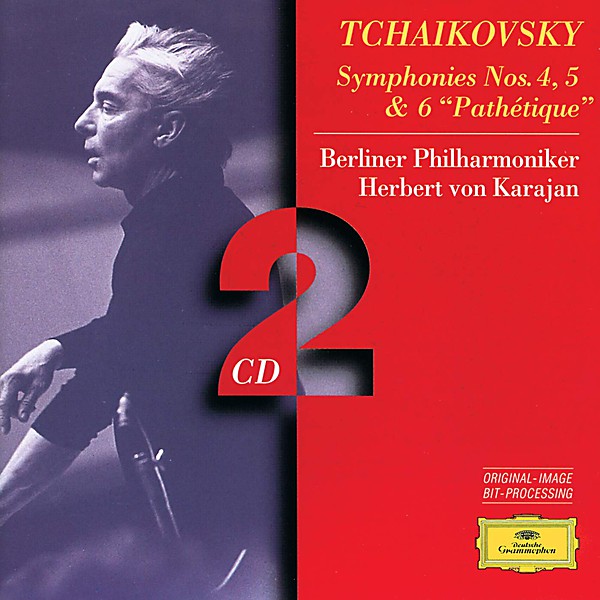 TCHAIKOVSKY
Symphonies Nos. 4, 5
& 6 “Pathétique”
Berliner Philharmoniker
Herbert von Karajan
2
CD
ORIGINAL-IMAGE
BIT-PROCESSING
Deutsche
Grammophon